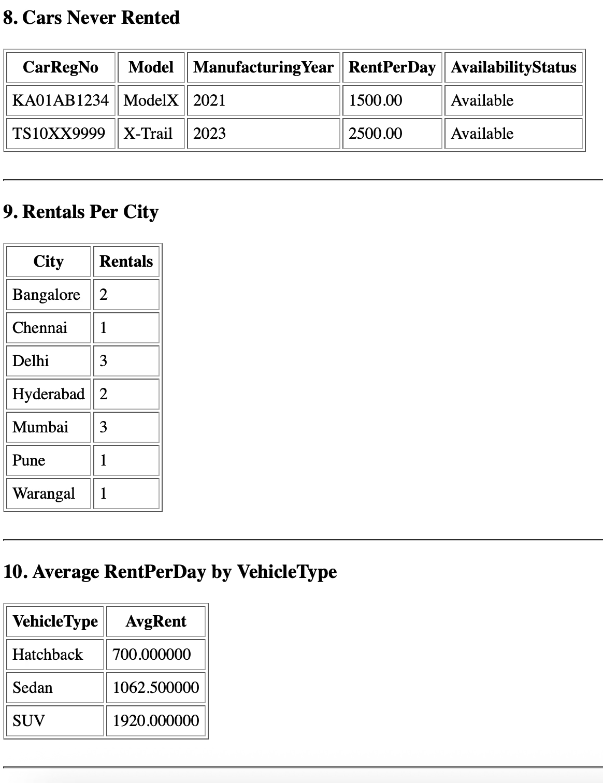 8. Cars Never Rented
CarRegNo Model ManufacturingYear RentPerDay AvailabilityStatus
KA01AB1234 ModelX 2021 1500.00 Available
TS10XX9999 X-Trail 2023 2500.00 Available
9. Rentals Per City
City Rentals
Bangalore 2
Chennai 1
Delhi 3
Hyderabad 2
Mumbai 3
Pune 1
Warangal 1
10. Average RentPerDay by VehicleType
VehicleType AvgRent
Hatchback 700.000000
Sedan 1062.500000
SUV 1920.000000